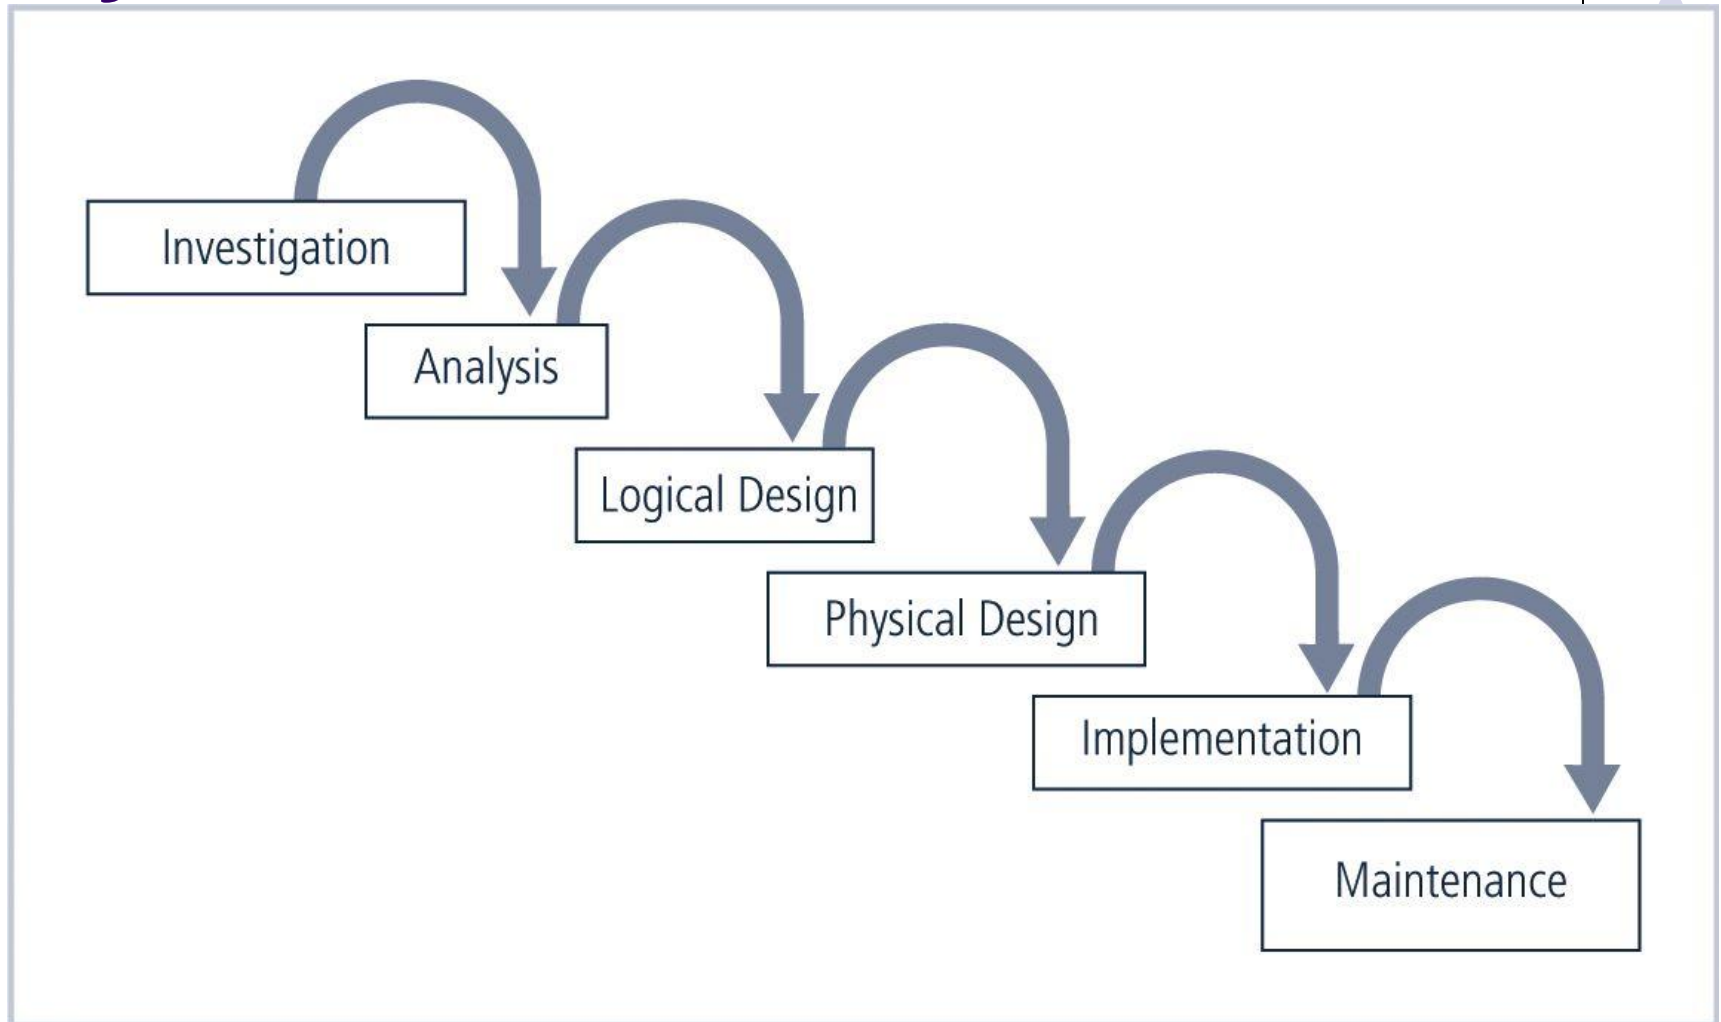 Investigation
Analysis
Logical Design
Physical Design
Implementation
Maintenance